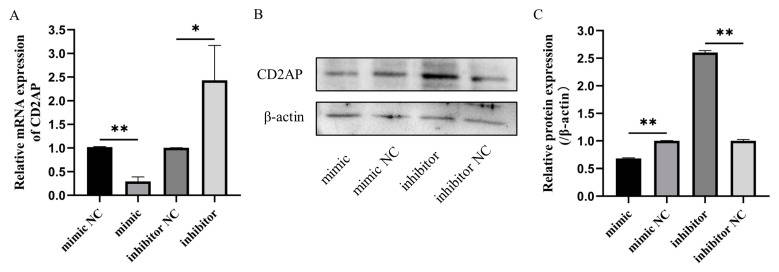 A
Relative mRNA expression
of CD2AP
3.5
3.0
2.5
2.0
1.5
1.0
0.5
0.0
**
*
mimic NC
mimic
inhibitor NC
inhibitor
B
CD2AP
β-actin
mimic
mimic NC
inhibitor
inhibitor NC
C
Relative protein expression
(/β-actin)
3.0
2.5
2.0
1.5
1.0
0.5
0.0
**
**
mimic
mimic NC
inhibitor
inhibitor NC